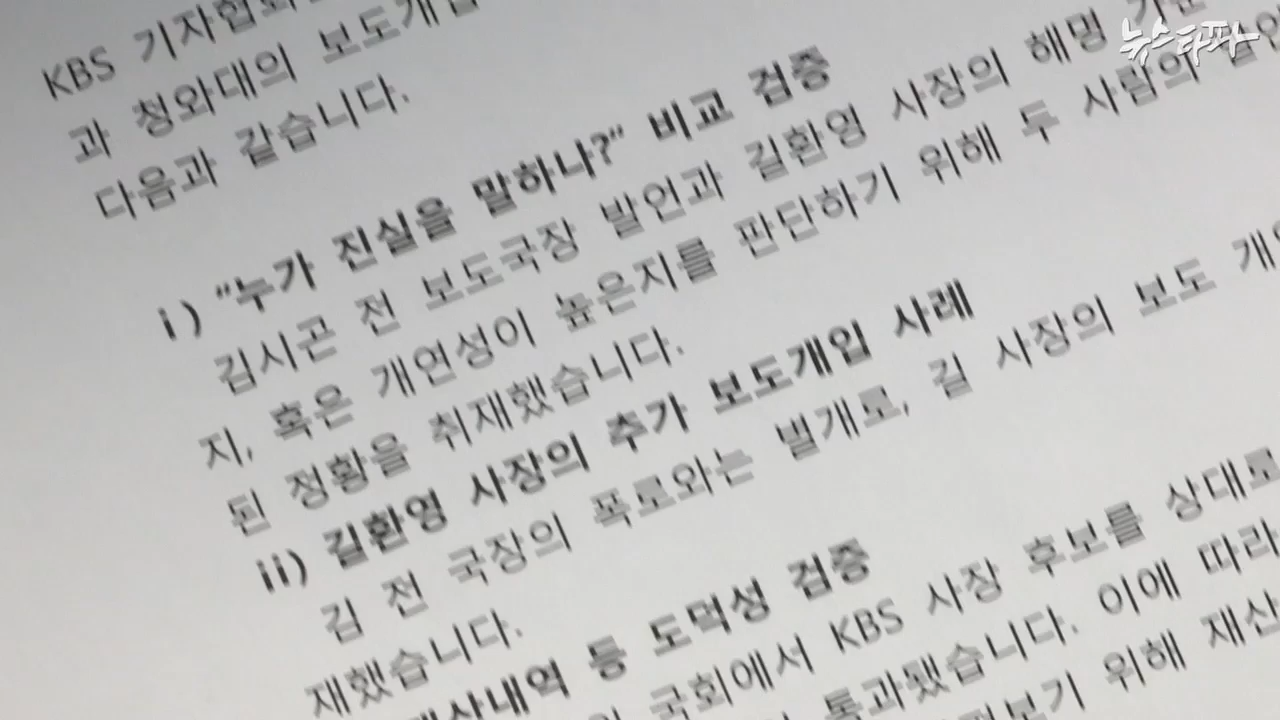 뉴스타파
KBS 기자협회
과 청와대의 보도개입
다음과 같습니다.
i) "누가 진실을 말하나?" 비교 검증
김시곤 전 보도국장 발언과 길환영 사장의 해명 가운
지, 혹은 개연성이 높은지를 판단하기 위해 두 사람의
된 정황을 취재했습니다.
ii) 길환영 사장의 추가 보도개입 사례
김 전 국장의 폭로와는 별개로, 길 사장의 보도
재했습니다.
재산내역 등 도덕성 검증
국회에서 KBS 사장 후보를 상대로
통과됐습니다. 이에 따라
위해 재산